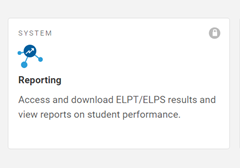 SYSTEM
Reporting
Access and download ELPT/ELPS results and
view reports on student performance.